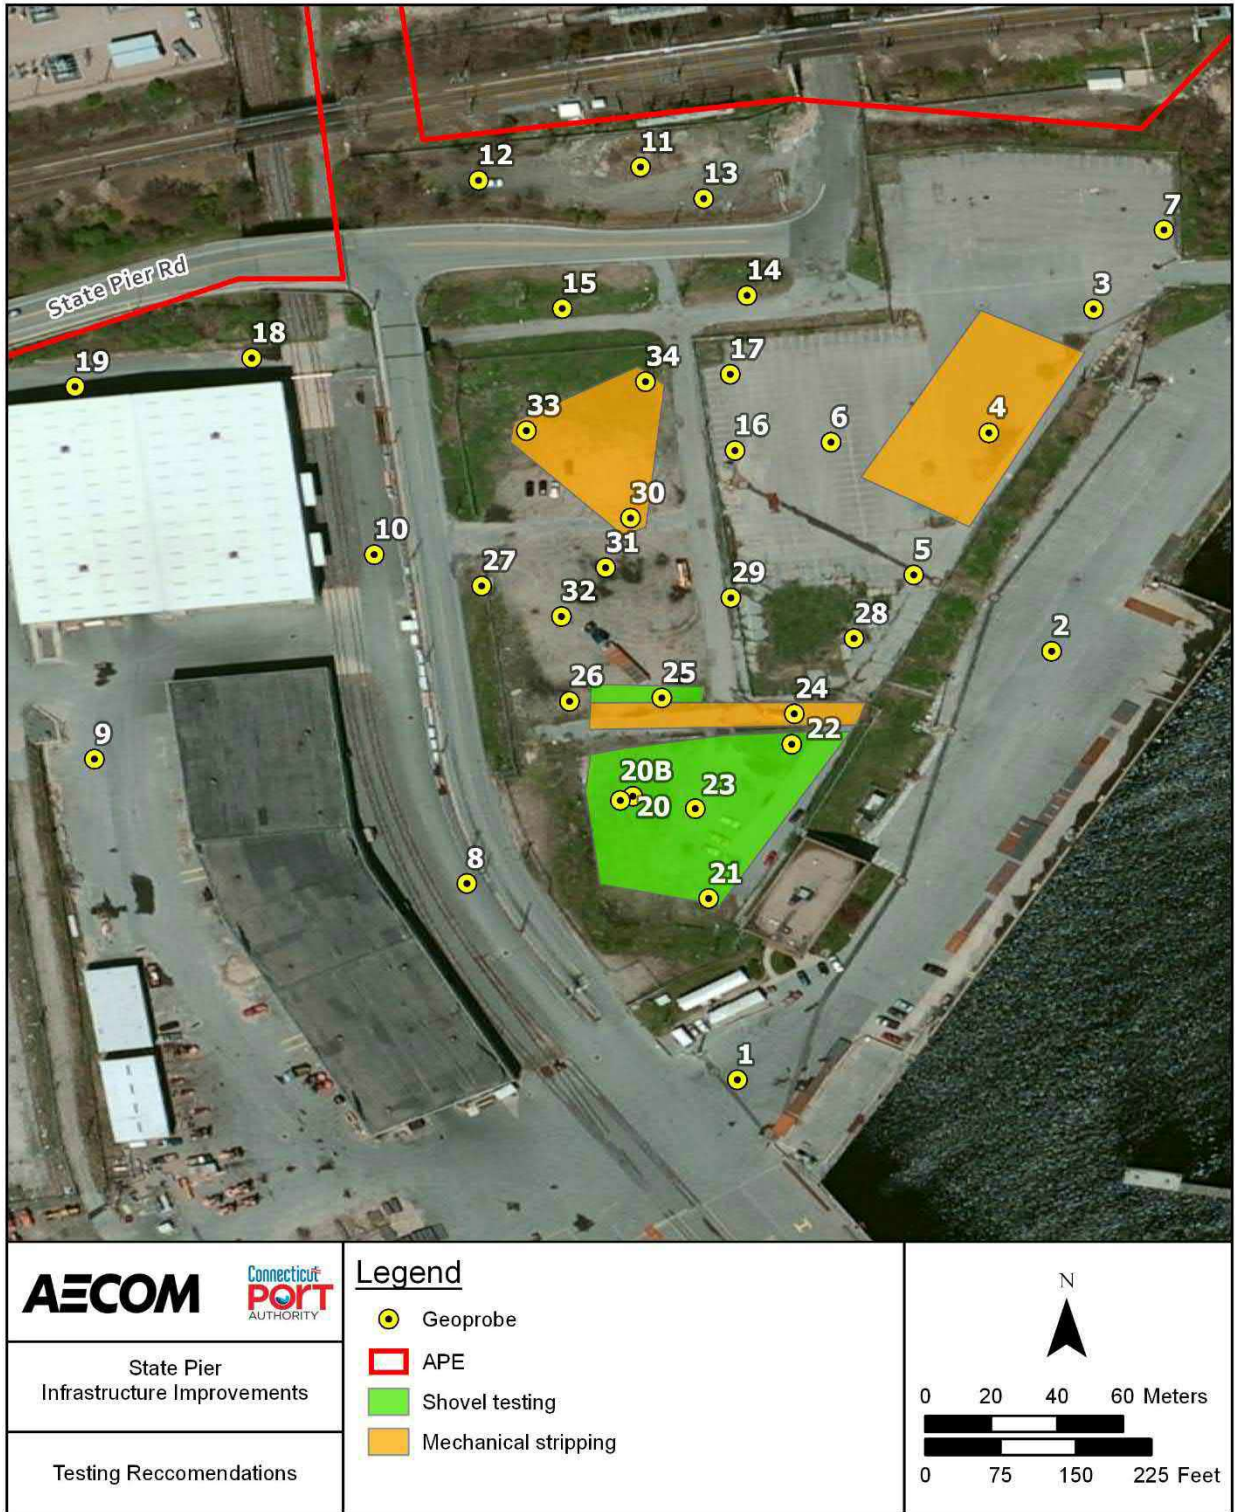 11
12
13
7
14
15
3
State Pier Rd
18
17
34
19
33
4
6
16
30
10
31
5
27
29
32
28
2
25
26
24
22
9
20B
23
20
8
21
1
AECOM
Connecticut
PORT
AUTHORITY
State Pier
Infrastructure Improvements
Testing Reccomendations
Legend
Geoprobe
APE
Shovel testing
Mechanical stripping
N
0 20 40 60 Meters
0 75 150 225 Feet